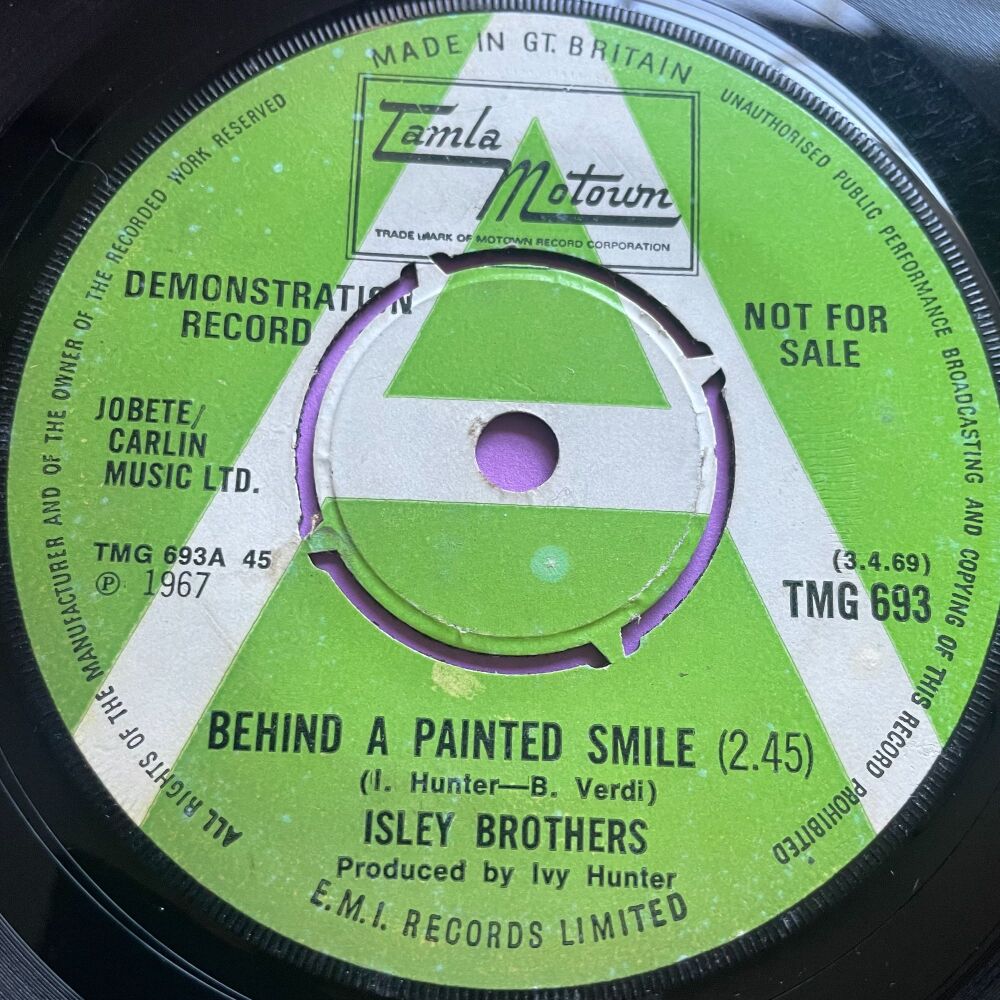 MADE IN GT. BRITAIN
Tamla
Motown
TRADE MARK OF MOTOWN RECORD CORPORATION
ALL RIGHTS OF THE MANUFACTURER AND OF THE OWNER OF THE RECORDED WORK RESERVED
UNAUTHORISED PUBLIC PERFORMANCE BROADCASTING AND COPYING OF THIS RECORD PROHIBITED
DEMONSTRATION
RECORD
NOT FOR
SALE
JOBETE/
CARLIN
MUSIC LTD.
TMG 693A 45
℗ 1967
(3.4.69)
TMG 693
BEHIND A PAINTED SMILE (2.45)
(I. Hunter—B. Verdi)
ISLEY BROTHERS
Produced by Ivy Hunter
E.M.I. RECORDS LIMITED